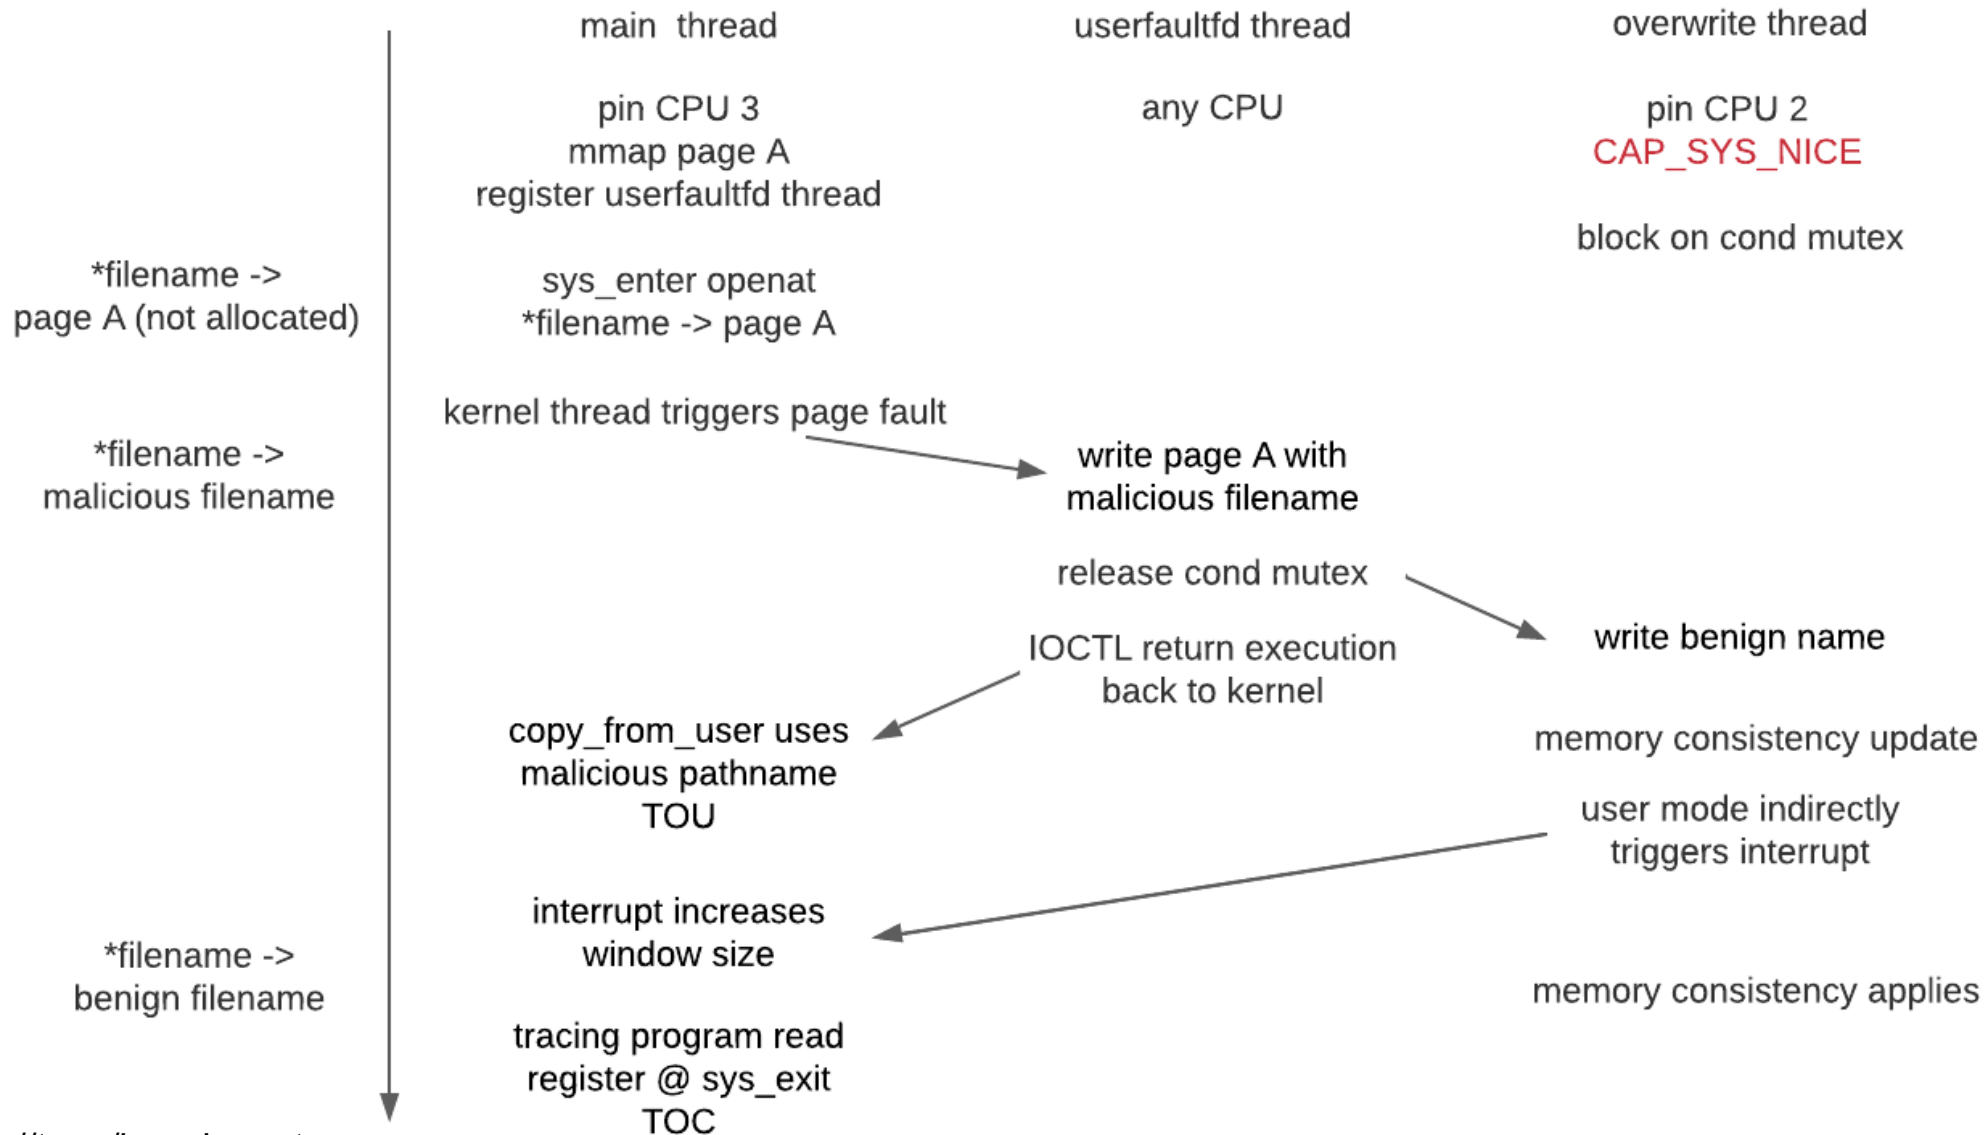 main thread
userfaultfd thread
overwrite thread
pin CPU 3
any CPU
pin CPU 2
mmap page A
CAP_SYS_NICE
register userfaultfd thread
block on cond mutex
*filename ->
page A (not allocated)
sys_enter openat
*filename -> page A
kernel thread triggers page fault
*filename ->
malicious filename
write page A with
malicious filename
release cond mutex
write benign name
IOCTL return execution
back to kernel
copy_from_user uses
malicious pathname
TOU
memory consistency update
user mode indirectly
triggers interrupt
interrupt increases
window size
*filename ->
benign filename
memory consistency applies
tracing program read
register @ sys_exit
TOC